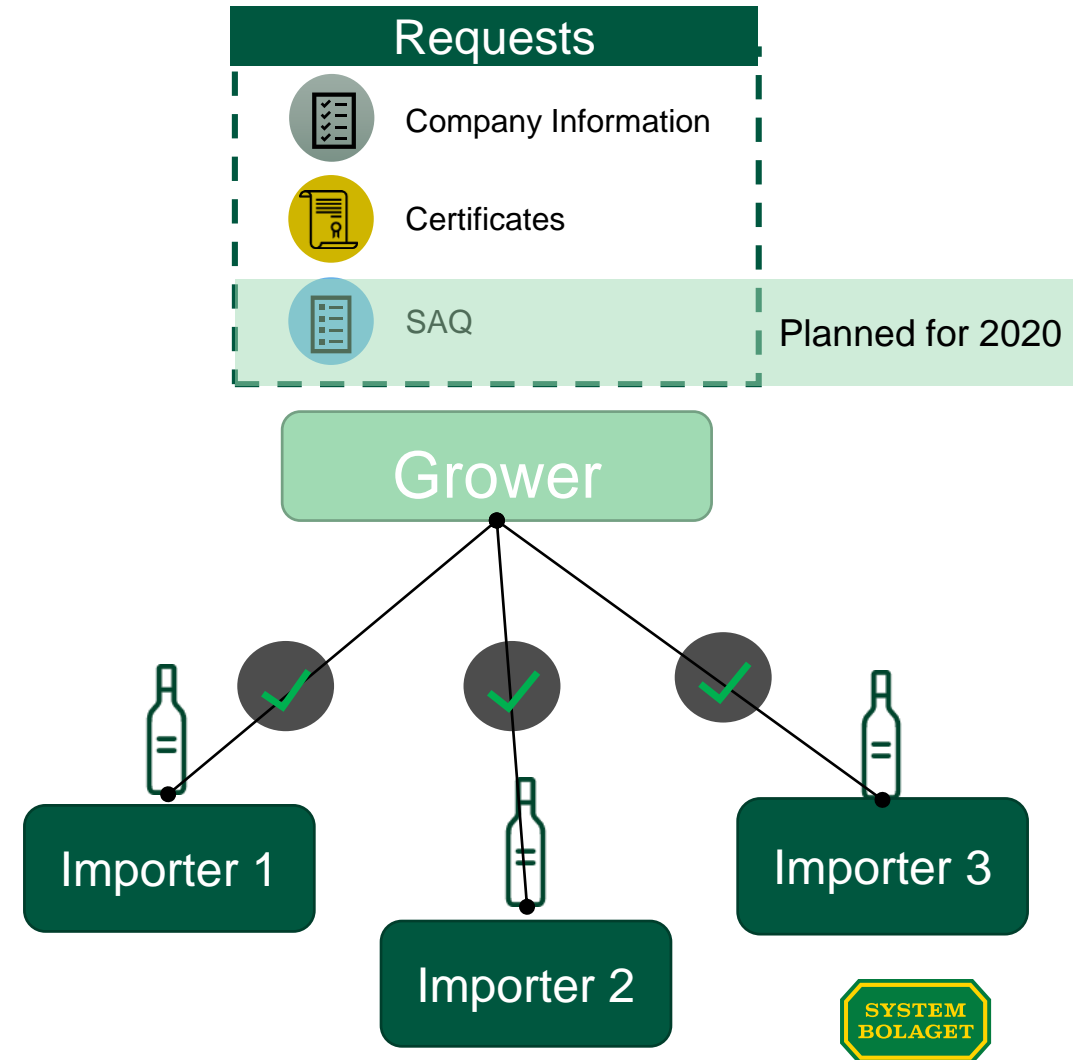 Requests
Company Information
Certificates
SAQ
Planned for 2020
Grower
Importer 1
Importer 2
Importer 3
SYSTEM
BOLAGET